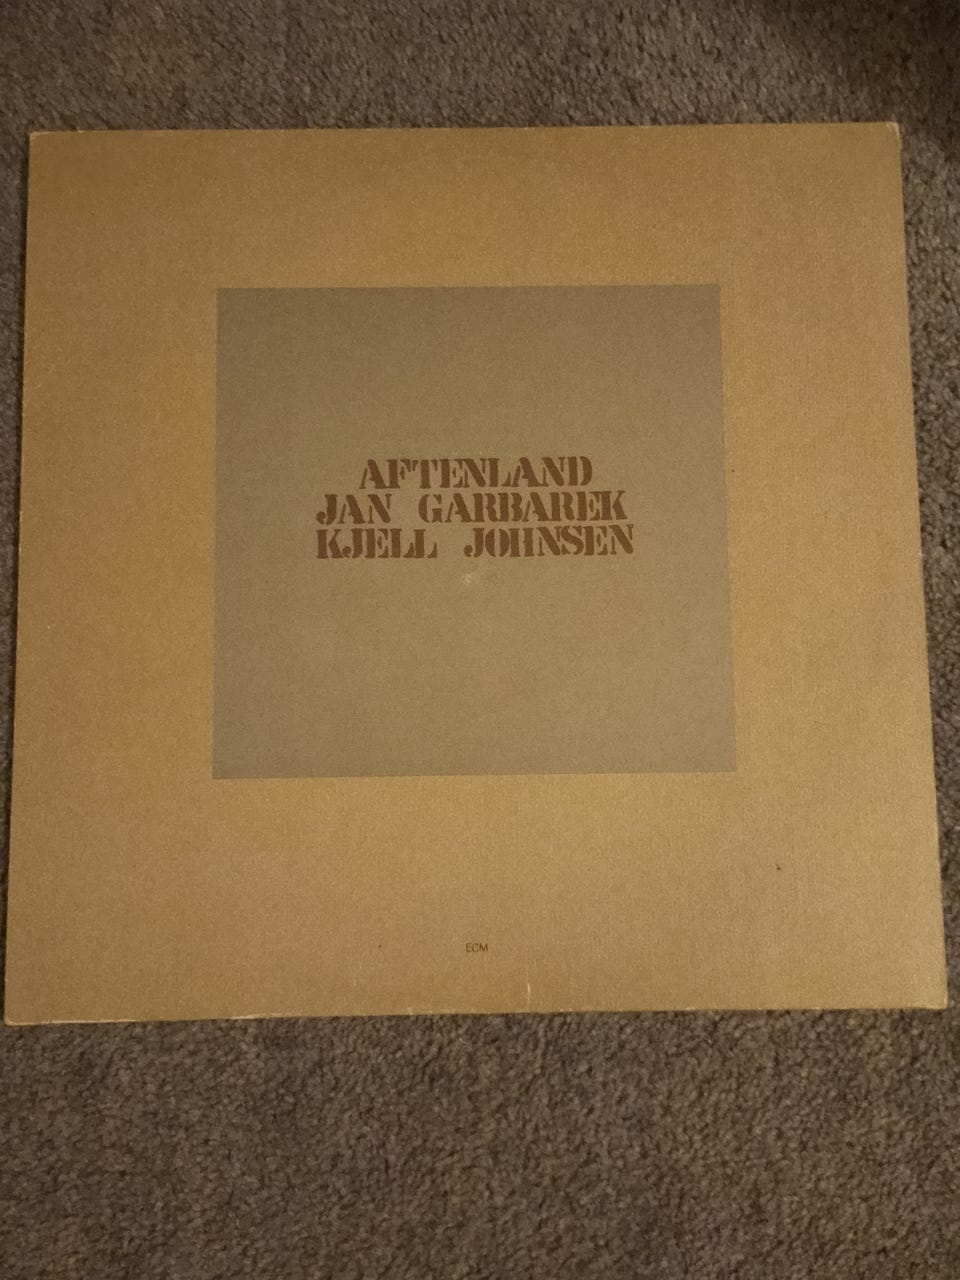 AFTENLAND
JAN GARBAREK
KJELL JOHNSEN
ECM